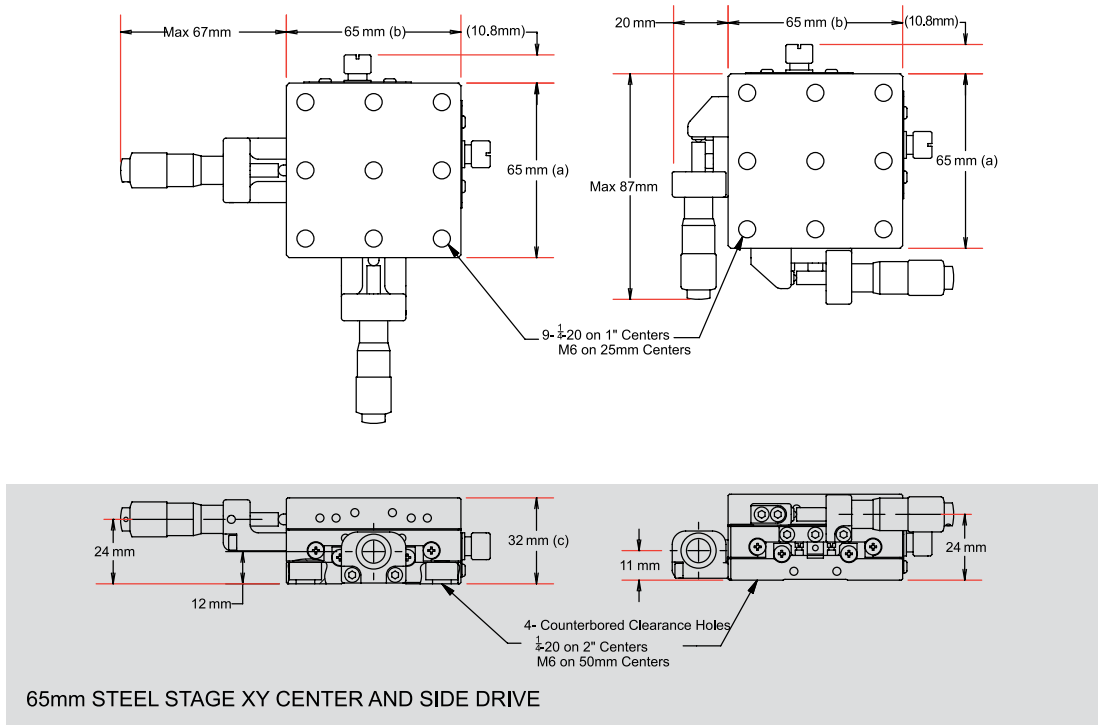 Max 67mm
65 mm (b)
(10.8mm)
65 mm (a)
20 mm
65 mm (b)
(10.8mm)
65 mm (a)
Max 87mm
9- 1/4-20 on 1" Centers
M6 on 25mm Centers
24 mm
12 mm
32 mm (c)
11 mm
24 mm
4- Counterbored Clearance Holes
1/4-20 on 2" Centers
M6 on 50mm Centers
65mm STEEL STAGE XY CENTER AND SIDE DRIVE